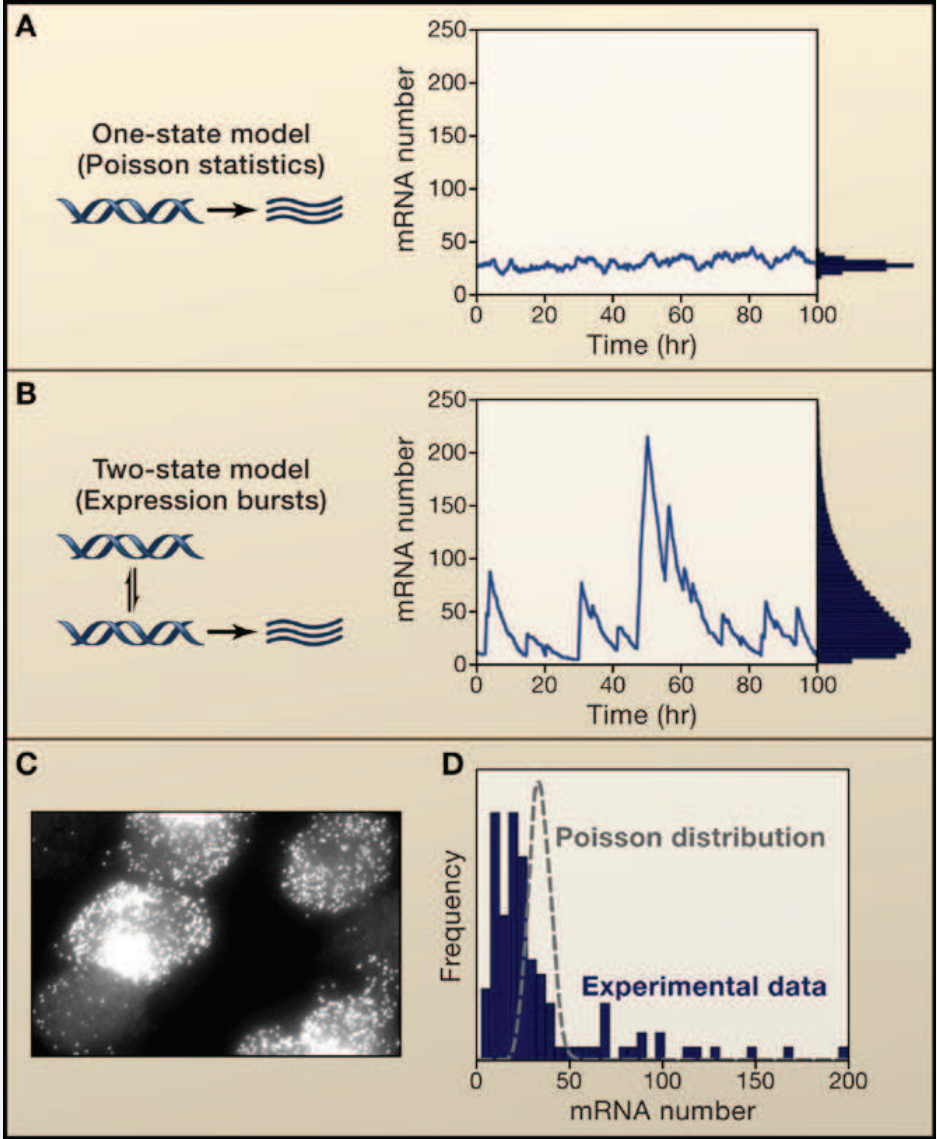 A
One-state model
(Poisson statistics)
mRNA number
250
200
150
100
50
0
0 20 40 60 80 100
Time (hr)
B
Two-state model
(Expression bursts)
mRNA number
250
200
150
100
50
0
0 20 40 60 80 100
Time (hr)
C
D
Frequency
Poisson distribution
Experimental data
0 50 100 150 200
mRNA number